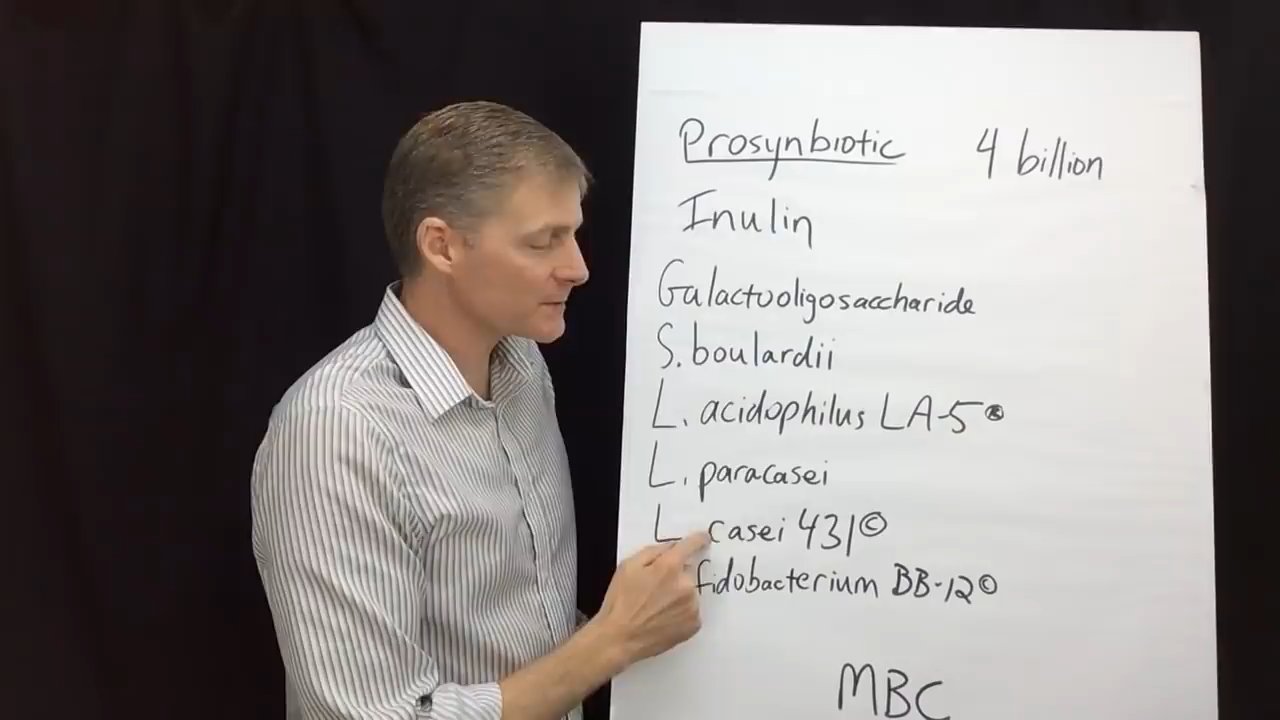 Prosynbiotic 4 billion
Inulin
Galactooligosaccharide
S. boulardii
L. acidophilus LA-5®
L. paracasei
L. casei 431©
fidobacterium BB-12©
MBC